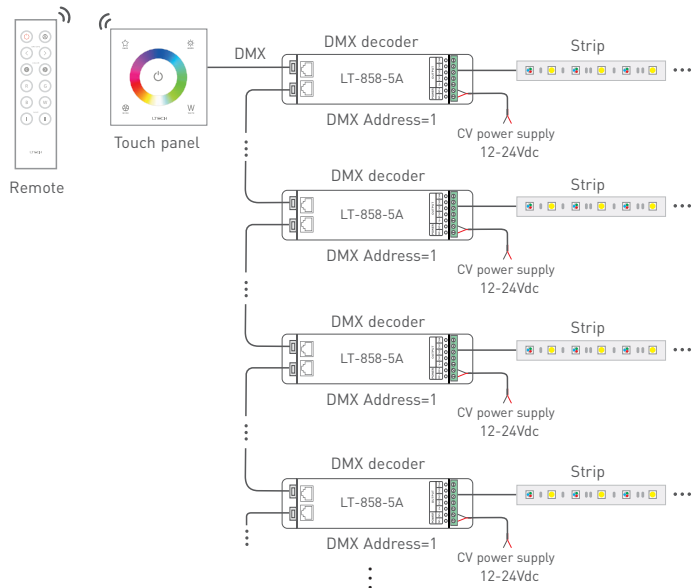 DMX decoder
Strip
DMX
LT-858-5A
W
LTECH
DMX Address=1
CV power supply
12-24Vdc
Touch panel
LTECH
Remote
DMX decoder
Strip
LT-858-5A
DMX Address=1
CV power supply
12-24Vdc
DMX decoder
Strip
LT-858-5A
DMX Address=1
CV power supply
12-24Vdc
DMX decoder
Strip
LT-858-5A
DMX Address=1
CV power supply
12-24Vdc